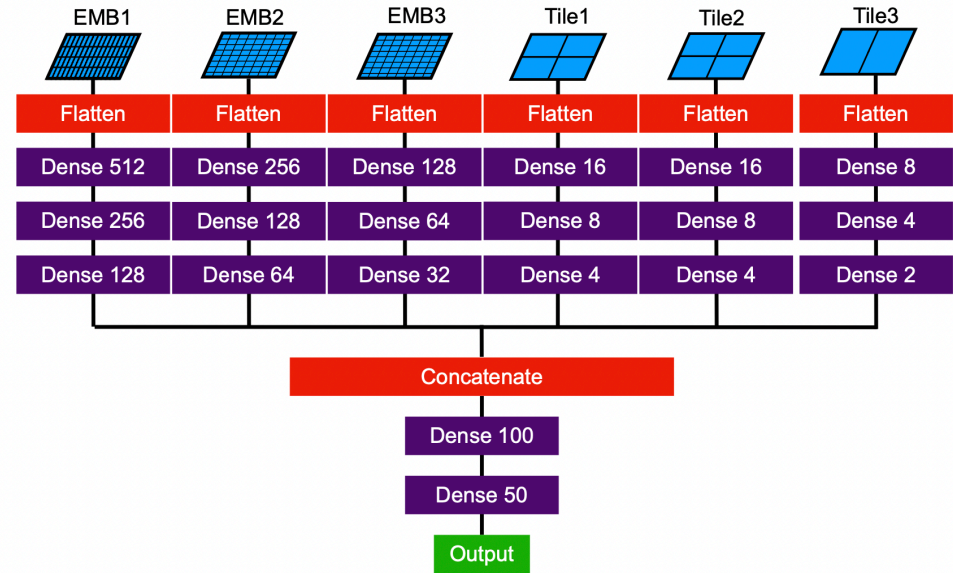 EMB1 EMB2 EMB3 Tile1 Tile2 Tile3
Flatten Flatten Flatten Flatten Flatten Flatten
Dense 512 Dense 256 Dense 128 Dense 16 Dense 16 Dense 8
Dense 256 Dense 128 Dense 64 Dense 8 Dense 8 Dense 4
Dense 128 Dense 64 Dense 32 Dense 4 Dense 4 Dense 2
Concatenate
Dense 100
Dense 50
Output